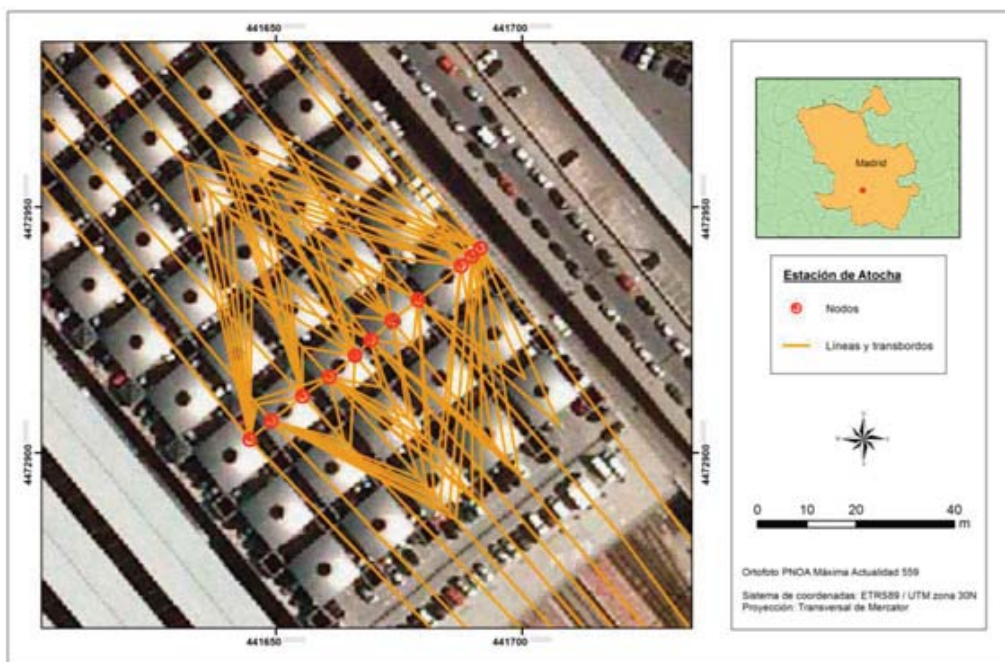 441650
441700
4472950
4472950
4472900
4472900
441650
441700
Madrid
Estación de Atocha
Nodos
Líneas y transbordos
0 10 20 40
m
Ortofoto PNOA Máxima Actualidad 559
Sistema de coordenadas: ETRS89 / UTM zona 30N
Proyección: Transversal de Mercator